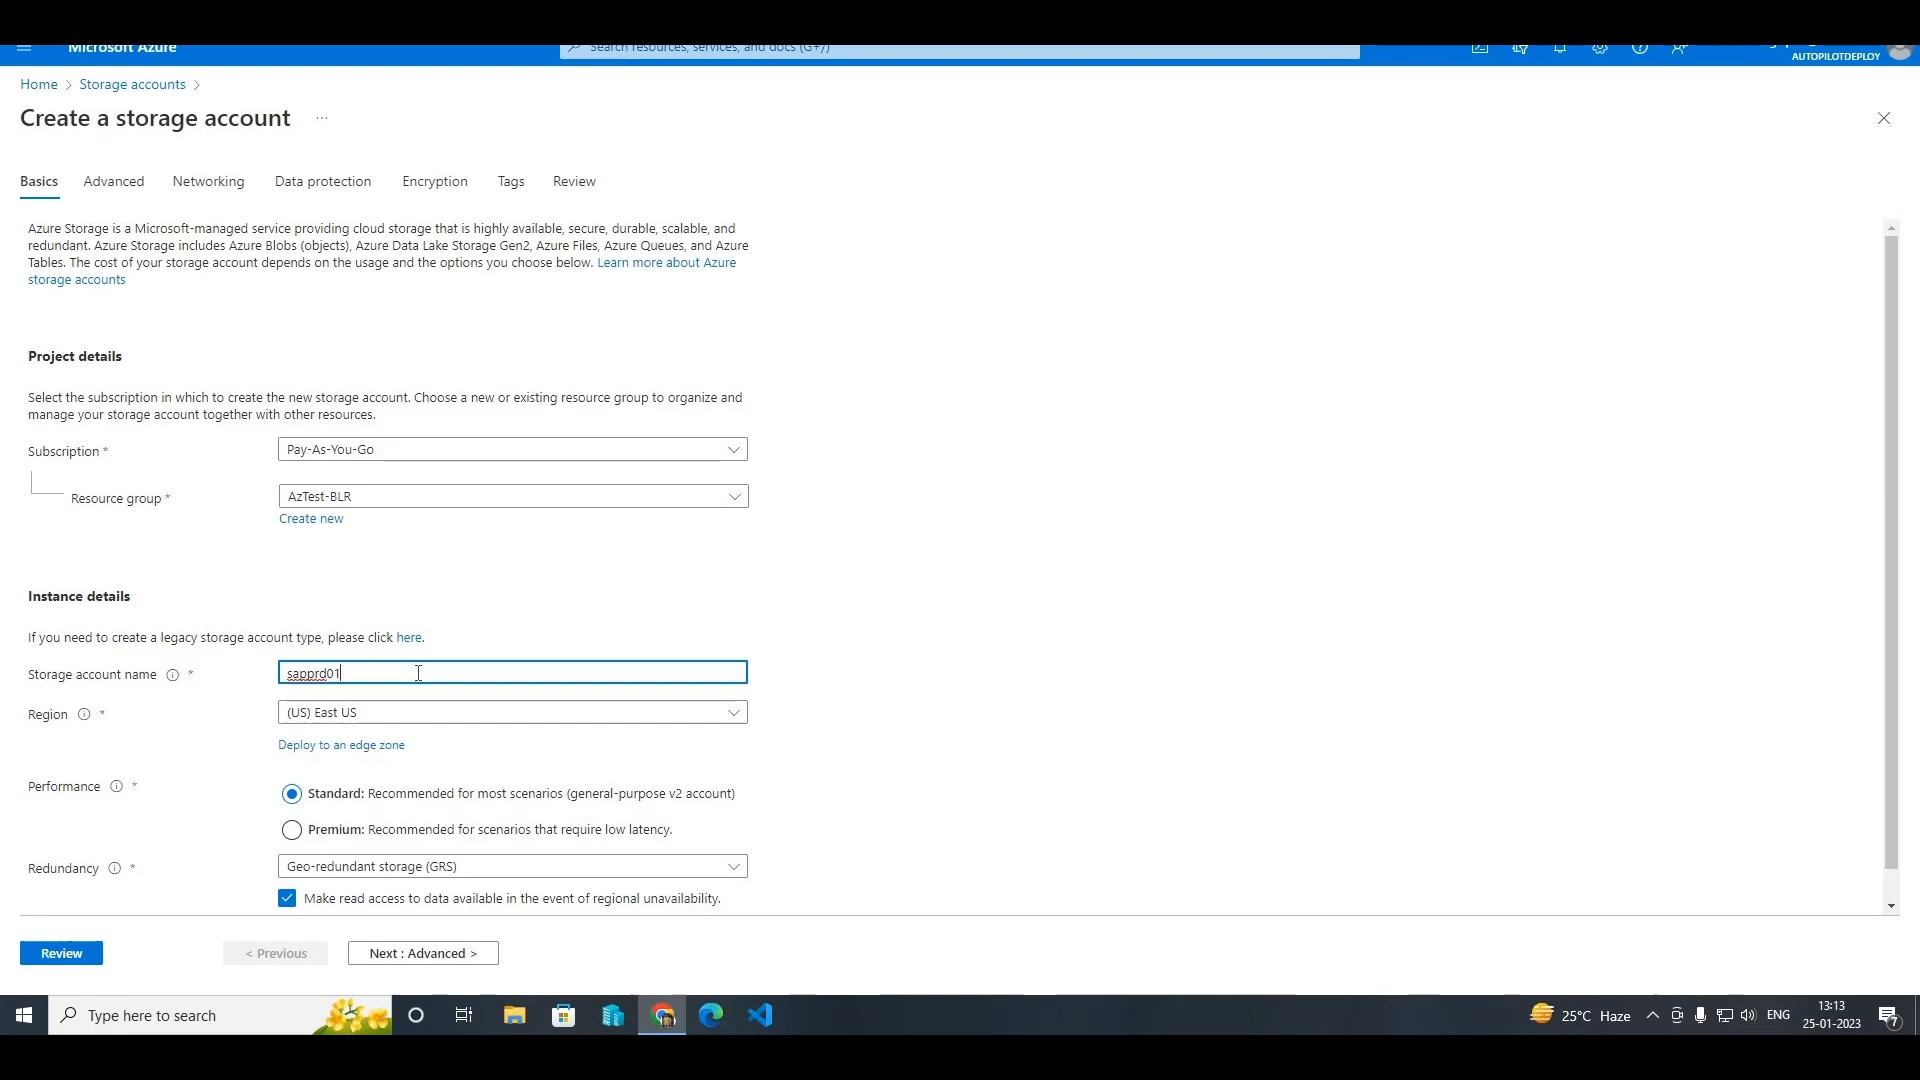 Microsoft Azure
Search resources, services, and docs (G+/)
AUTOPILOTDEPLOY
Home > Storage accounts >
Create a storage account ...
Basics Advanced Networking Data protection Encryption Tags Review
Azure Storage is a Microsoft-managed service providing cloud storage that is highly available, secure, durable, scalable, and
redundant. Azure Storage includes Azure Blobs (objects), Azure Data Lake Storage Gen2, Azure Files, Azure Queues, and Azure
Tables. The cost of your storage account depends on the usage and the options you choose below. Learn more about Azure
storage accounts
Project details
Select the subscription in which to create the new storage account. Choose a new or existing resource group to organize and
manage your storage account together with other resources.
Subscription * Pay-As-You-Go
Resource group * AzTest-BLR
Create new
Instance details
If you need to create a legacy storage account type, please click here.
Storage account name * sapprd01
Region * (US) East US
Deploy to an edge zone
Performance * Standard: Recommended for most scenarios (general-purpose v2 account)
Premium: Recommended for scenarios that require low latency.
Redundancy * Geo-redundant storage (GRS)
Make read access to data available in the event of regional unavailability.
Review < Previous Next : Advanced >
Type here to search
25°C Haze ENG 13:13
25-01-2023
7